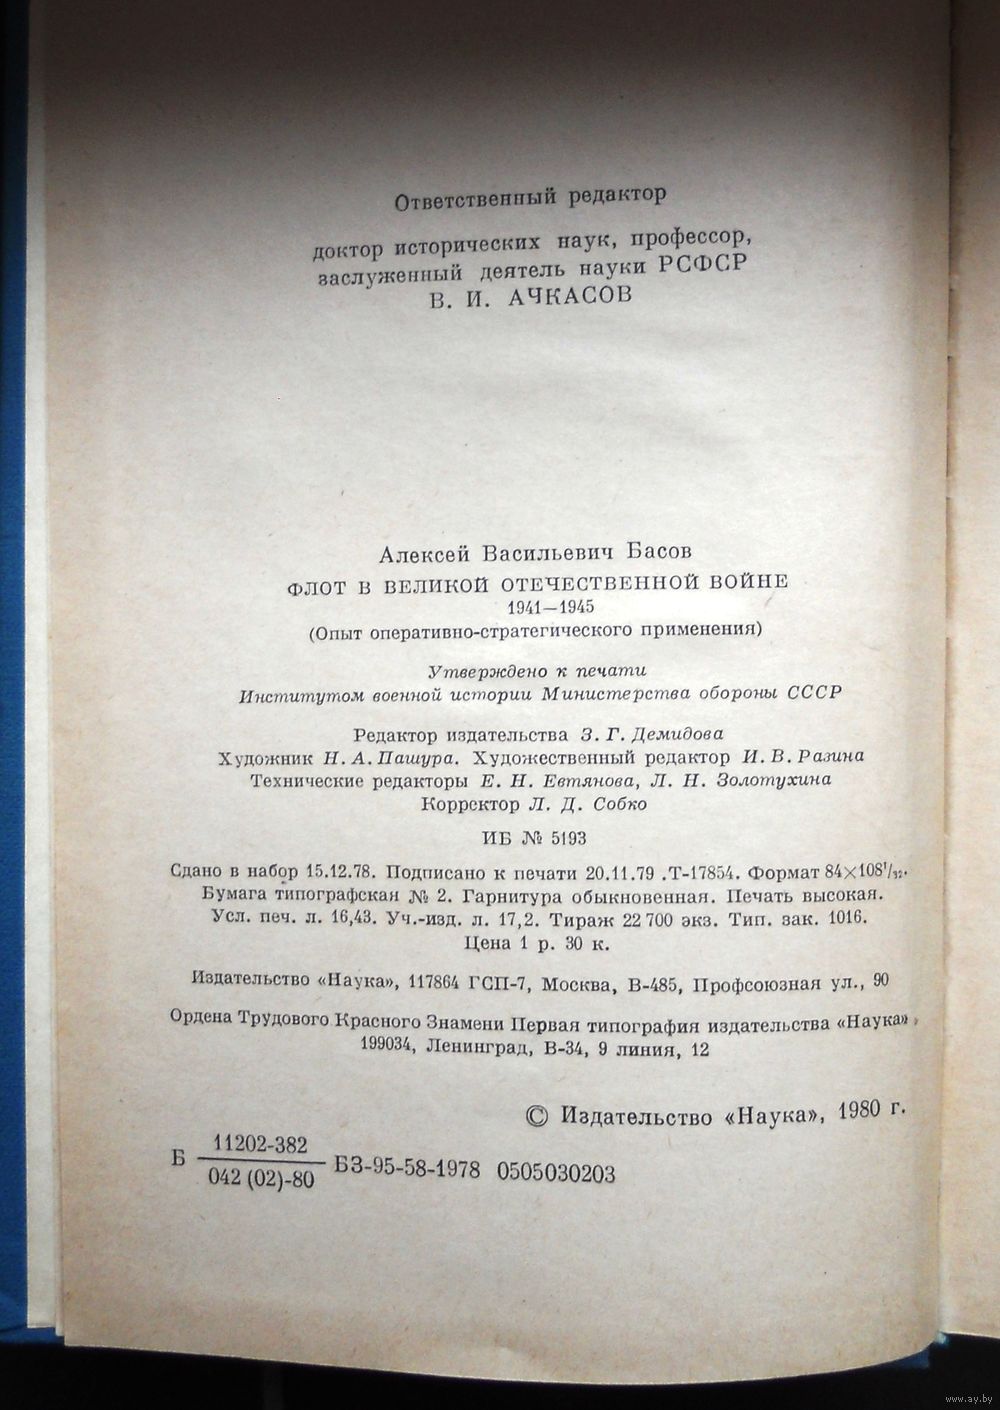 Ответственный редактор
доктор исторических наук, профессор,
заслуженный деятель науки РСФСР
В. И. АЧКАСОВ
Алексей Васильевич Басов
ФЛОТ В ВЕЛИКОЙ ОТЕЧЕСТВЕННОЙ ВОЙНЕ
1941—1945
(Опыт оперативно-стратегического применения)
Утверждено к печати
Институтом военной истории Министерства обороны СССР
Редактор издательства З. Г. Демидова
Художник Н. А. Пашура. Художественный редактор И. В. Разина
Технические редакторы Е. Н. Евтянова, Л. Н. Золотухина
Корректор Л. Д. Собко
ИБ № 5193
Сдано в набор 15.12.78. Подписано к печати 20.11.79 .Т-17854. Формат 84×108¹/₃₂.
Бумага типографская № 2. Гарнитура обыкновенная. Печать высокая.
Усл. печ. л. 16,43. Уч.-изд. л. 17,2. Тираж 22 700 экз. Тип. зак. 1016.
Цена 1 р. 30 к.
Издательство «Наука», 117864 ГСП-7, Москва, В-485, Профсоюзная ул., 90
Ордена Трудового Красного Знамени Первая типография издательства «Наука»,
199034, Ленинград, В-34, 9 линия, 12
© Издательство «Наука», 1980 г.
Б 11202-382
042 (02)-80 БЗ-95-58-1978 0505030203
www.ay.by